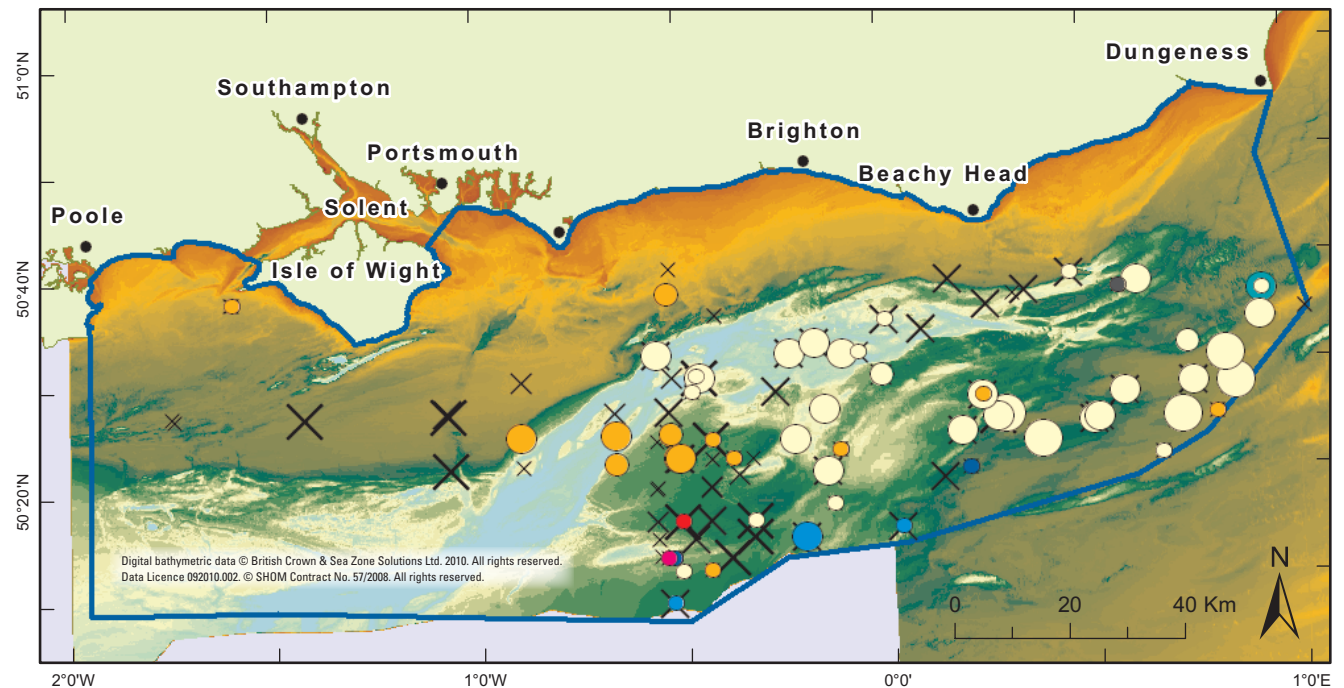 Dungeness
51°0'N
Southampton
Brighton
Portsmouth
Beachy Head
Solent
Poole
Isle of Wight
50°40'N
50°20'N
Digital bathymetric data © British Crown & Sea Zone Solutions Ltd. 2010. All rights reserved.
Data Licence 092010.002. © SHOM Contract No. 57/2008. All rights reserved.
N
0 20 40 Km
2°0'W 1°0'W 0°0' 1°0'E